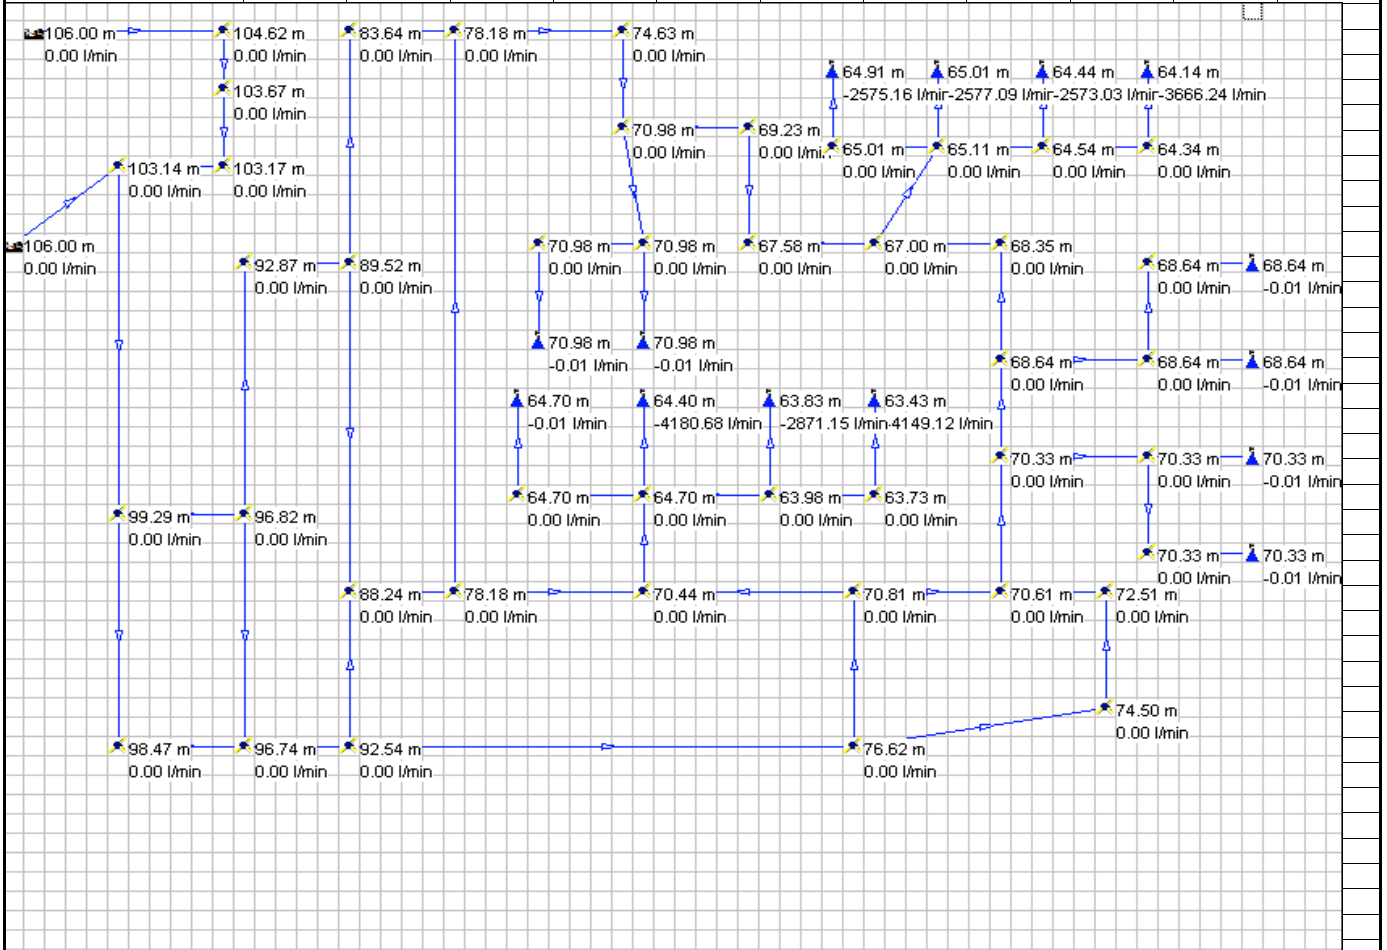 106.00 m
0.00 l/min
104.62 m
0.00 l/min
83.64 m
0.00 l/min
78.18 m
0.00 l/min
74.63 m
0.00 l/min
64.91 m
-2575.16 l/min
65.01 m
-2577.09 l/min
64.44 m
-2573.03 l/min
64.14 m
-3666.24 l/min
103.67 m
0.00 l/min
70.98 m
0.00 l/min
69.23 m
0.00 l/min
65.01 m
0.00 l/min
65.11 m
0.00 l/min
64.54 m
0.00 l/min
64.34 m
0.00 l/min
103.14 m
0.00 l/min
103.17 m
0.00 l/min
106.00 m
0.00 l/min
70.98 m
0.00 l/min
70.98 m
0.00 l/min
67.58 m
0.00 l/min
67.00 m
0.00 l/min
68.35 m
0.00 l/min
92.87 m
0.00 l/min
89.52 m
0.00 l/min
68.64 m
0.00 l/min
68.64 m
-0.01 l/min
70.98 m
-0.01 l/min
70.98 m
-0.01 l/min
68.64 m
0.00 l/min
68.64 m
0.00 l/min
68.64 m
-0.01 l/min
64.70 m
-0.01 l/min
64.40 m
-4180.68 l/min
63.83 m
-2871.15 l/min
63.43 m
-4149.12 l/min
70.33 m
0.00 l/min
70.33 m
0.00 l/min
70.33 m
-0.01 l/min
64.70 m
0.00 l/min
64.70 m
0.00 l/min
63.98 m
0.00 l/min
63.73 m
0.00 l/min
99.29 m
0.00 l/min
96.82 m
0.00 l/min
70.33 m
0.00 l/min
70.33 m
-0.01 l/min
88.24 m
0.00 l/min
78.18 m
0.00 l/min
70.44 m
0.00 l/min
70.81 m
0.00 l/min
70.61 m
0.00 l/min
72.51 m
0.00 l/min
74.50 m
0.00 l/min
98.47 m
0.00 l/min
96.74 m
0.00 l/min
92.54 m
0.00 l/min
76.62 m
0.00 l/min